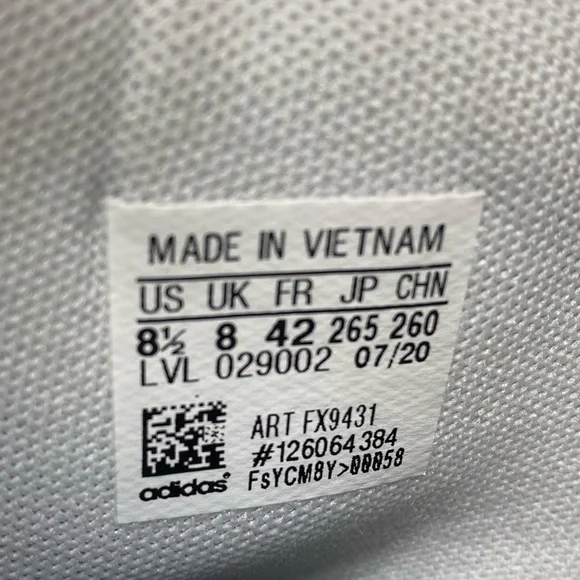 MADE IN VIETNAM
US UK FR JP CHN
8½ 8 42 265 260
LVL 029002 07/20
ART FX9431
#126064384
FsYCM8Y>00058
adidas